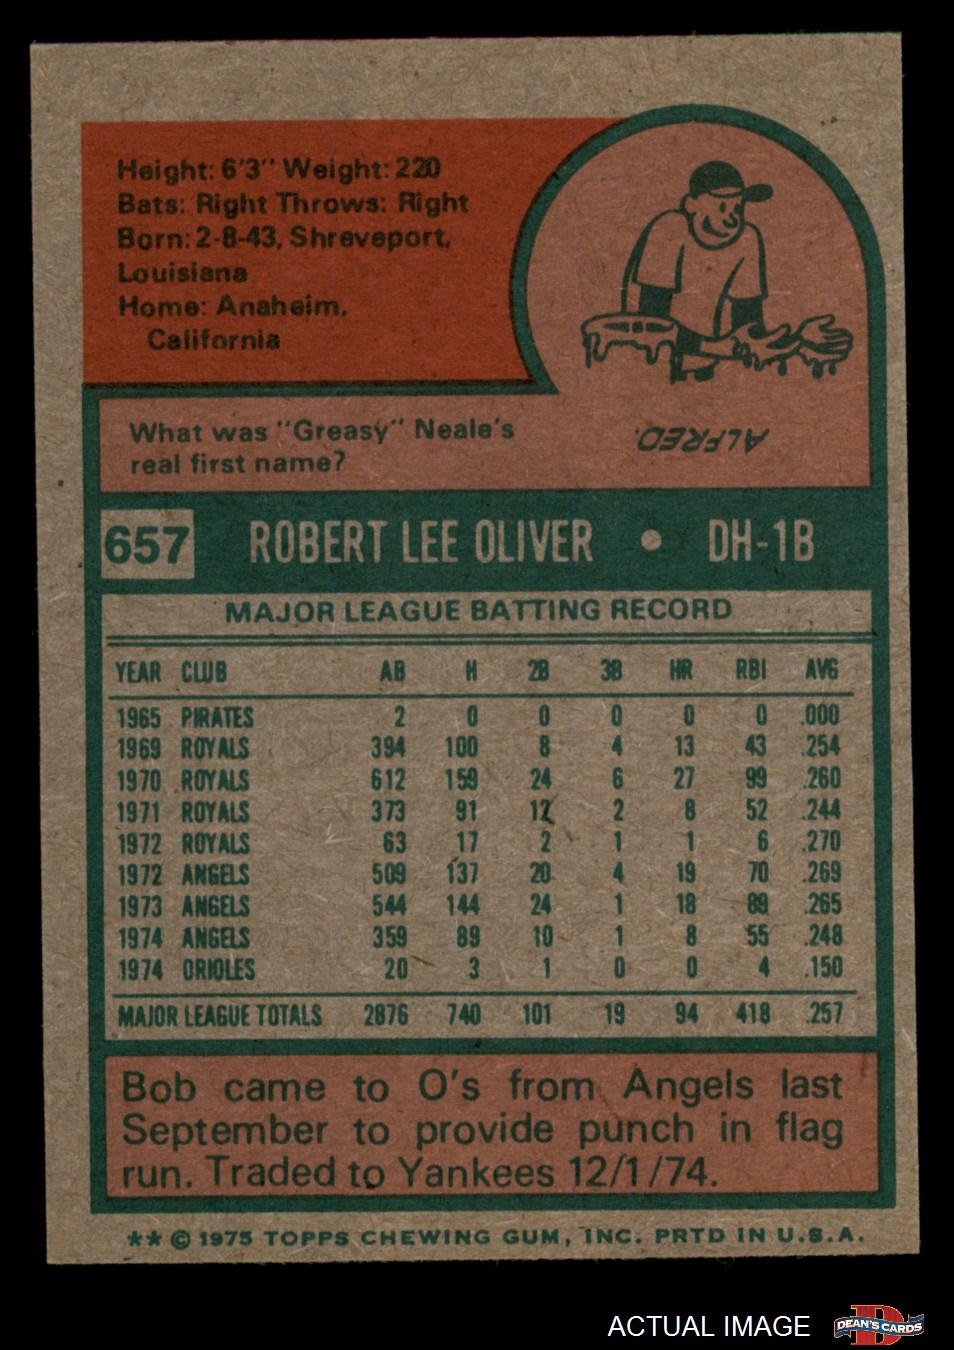 Height: 6'3" Weight: 220
Bats: Right Throws: Right
Born: 2-8-43, Shreveport,
Louisiana
Home: Anaheim,
California
What was "Greasy" Neale's
real first name?
ALFRED.
657 ROBERT LEE OLIVER • DH-1B
MAJOR LEAGUE BATTING RECORD
YEAR CLUB AB H 2B 3B HR RBI AVG
1965 PIRATES 2 0 0 0 0 0 .000
1969 ROYALS 394 100 8 4 13 43 .254
1970 ROYALS 612 159 24 6 27 99 .260
1971 ROYALS 373 91 12 2 8 52 .244
1972 ROYALS 63 17 2 1 1 6 .270
1972 ANGELS 509 137 20 4 19 70 .269
1973 ANGELS 544 144 24 1 18 89 .265
1974 ANGELS 359 89 10 1 8 55 .248
1974 ORIOLES 20 3 1 0 0 4 .150
MAJOR LEAGUE TOTALS 2876 740 101 19 94 418 .257
Bob came to O's from Angels last
September to provide punch in flag
run. Traded to Yankees 12/1/74.
** © 1975 TOPPS CHEWING GUM, INC. PRTD IN U.S.A.
ACTUAL IMAGE
D
DEAN'S CARDS